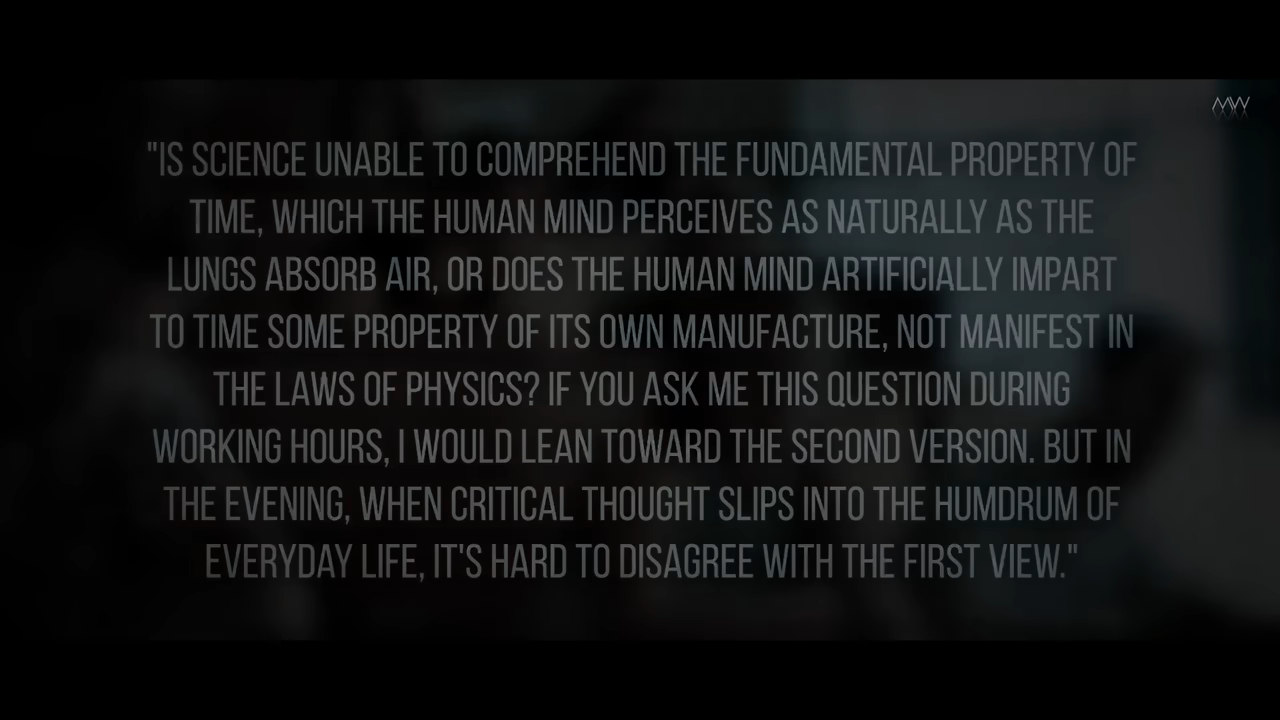 MW
"IS SCIENCE UNABLE TO COMPREHEND THE FUNDAMENTAL PROPERTY OF
TIME, WHICH THE HUMAN MIND PERCEIVES AS NATURALLY AS THE
LUNGS ABSORB AIR, OR DOES THE HUMAN MIND ARTIFICIALLY IMPART
TO TIME SOME PROPERTY OF ITS OWN MANUFACTURE, NOT MANIFEST IN
THE LAWS OF PHYSICS? IF YOU ASK ME THIS QUESTION DURING
WORKING HOURS, I WOULD LEAN TOWARD THE SECOND VERSION. BUT IN
THE EVENING, WHEN CRITICAL THOUGHT SLIPS INTO THE HUMDRUM OF
EVERYDAY LIFE, IT'S HARD TO DISAGREE WITH THE FIRST VIEW."